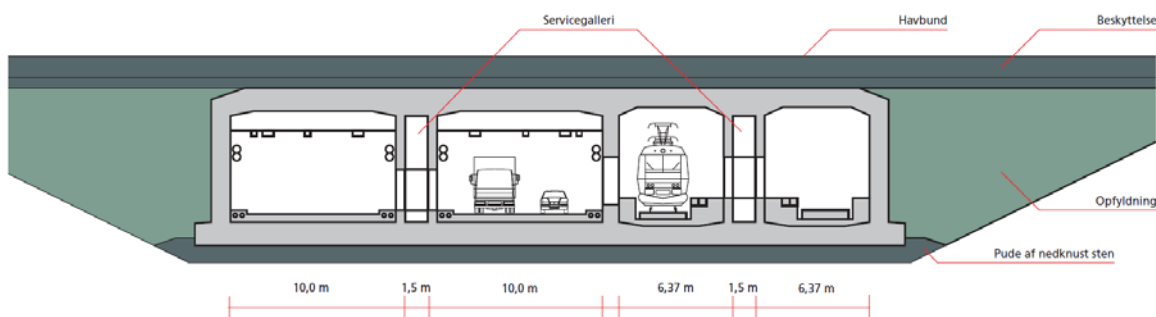 Servicegalleri
Havbund
Beskyttelse
Opfyldning
Pude af nedknust sten
10,0 m
1,5 m
10,0 m
6,37 m
1,5 m
6,37 m